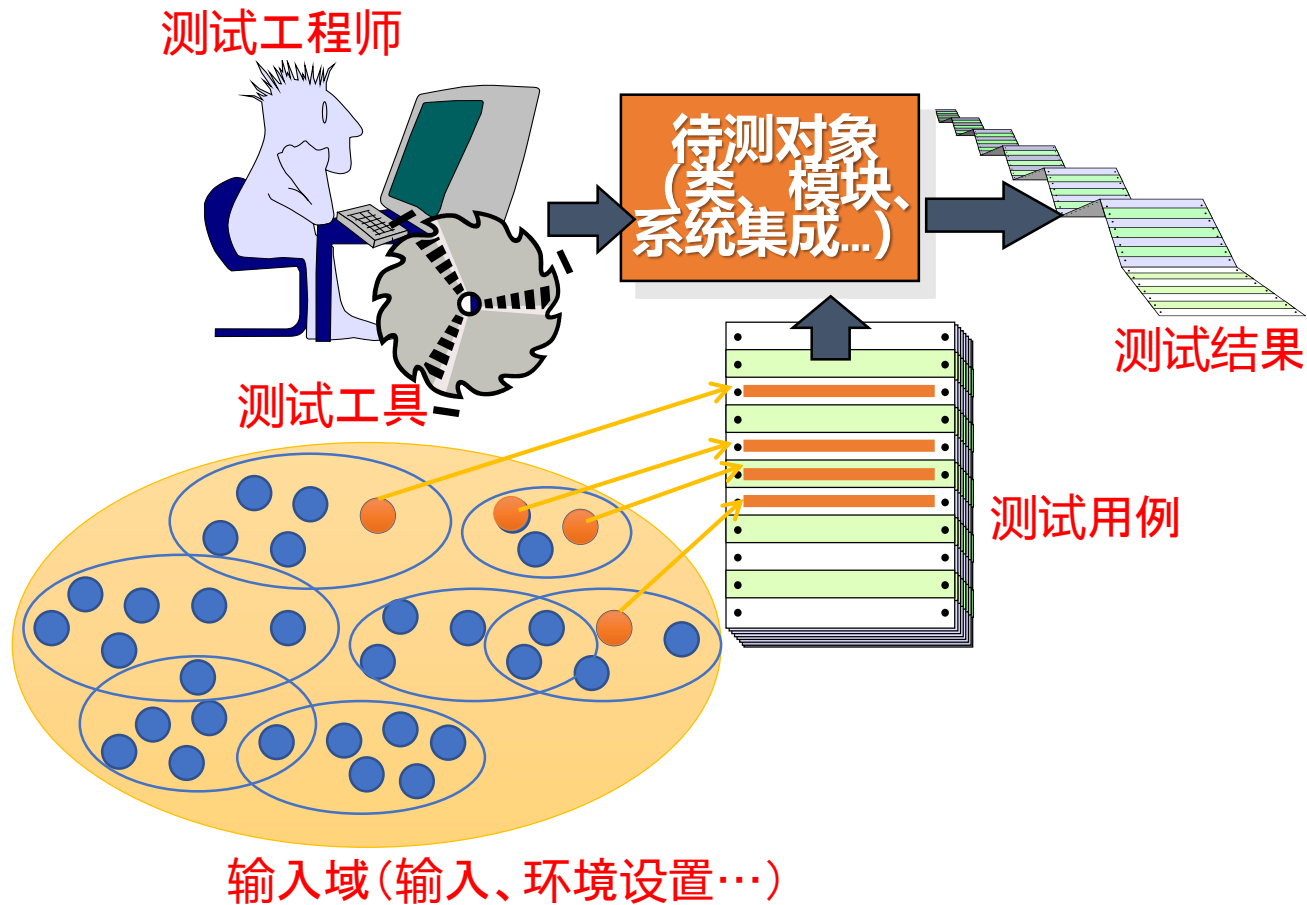 测试工程师
待测对象
（类、模块、
系统集成...）
测试结果
测试工具
测试用例
输入域（输入、环境设置…）